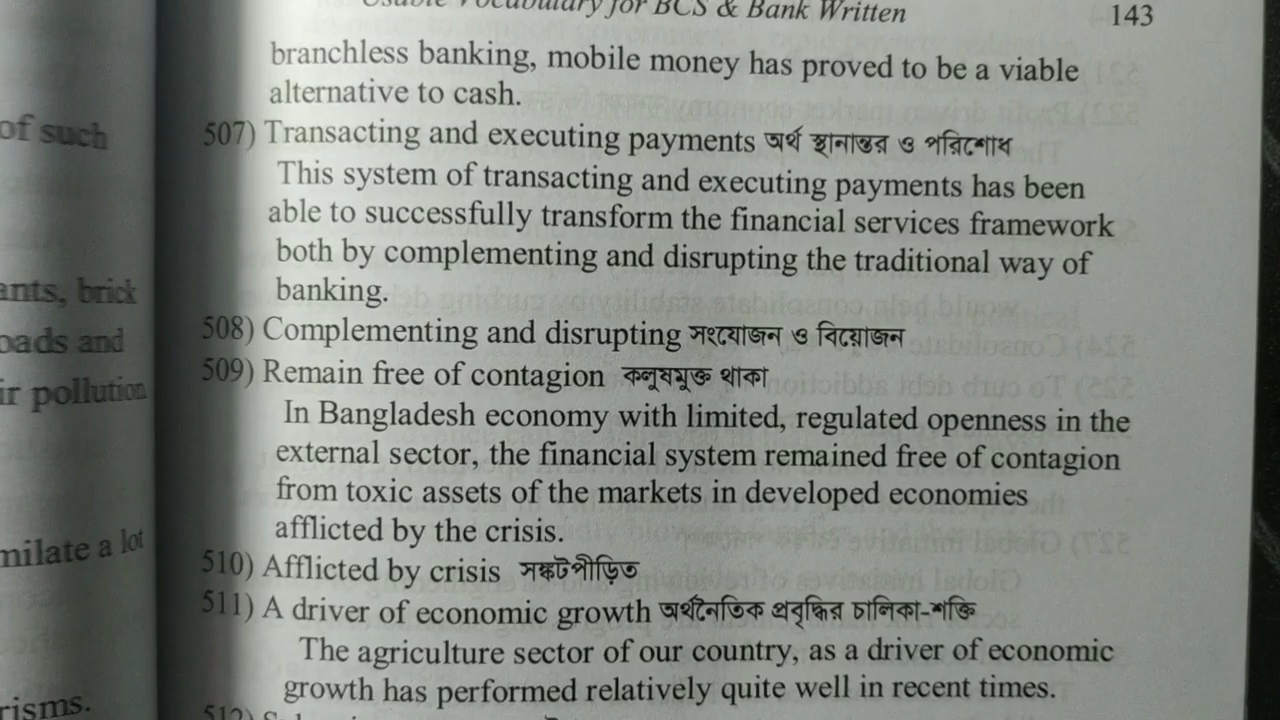 Usable Vocabulary for BCS & Bank Written 143
branchless banking, mobile money has proved to be a viable
alternative to cash.
507) Transacting and executing payments অর্থ স্থানান্তর ও পরিশোধ
This system of transacting and executing payments has been
able to successfully transform the financial services framework
both by complementing and disrupting the traditional way of
banking.
508) Complementing and disrupting সংযোজন ও বিয়োজন
509) Remain free of contagion কলুষমুক্ত থাকা
In Bangladesh economy with limited, regulated openness in the
external sector, the financial system remained free of contagion
from toxic assets of the markets in developed economies
afflicted by the crisis.
510) Afflicted by crisis সঙ্কটপীড়িত
511) A driver of economic growth অর্থনৈতিক প্রবৃদ্ধির চালিকা-শক্তি
The agriculture sector of our country, as a driver of economic
growth has performed relatively quite well in recent times.
512)
of such
ants, brick
oads and
ir pollution
milate a lot
risms.